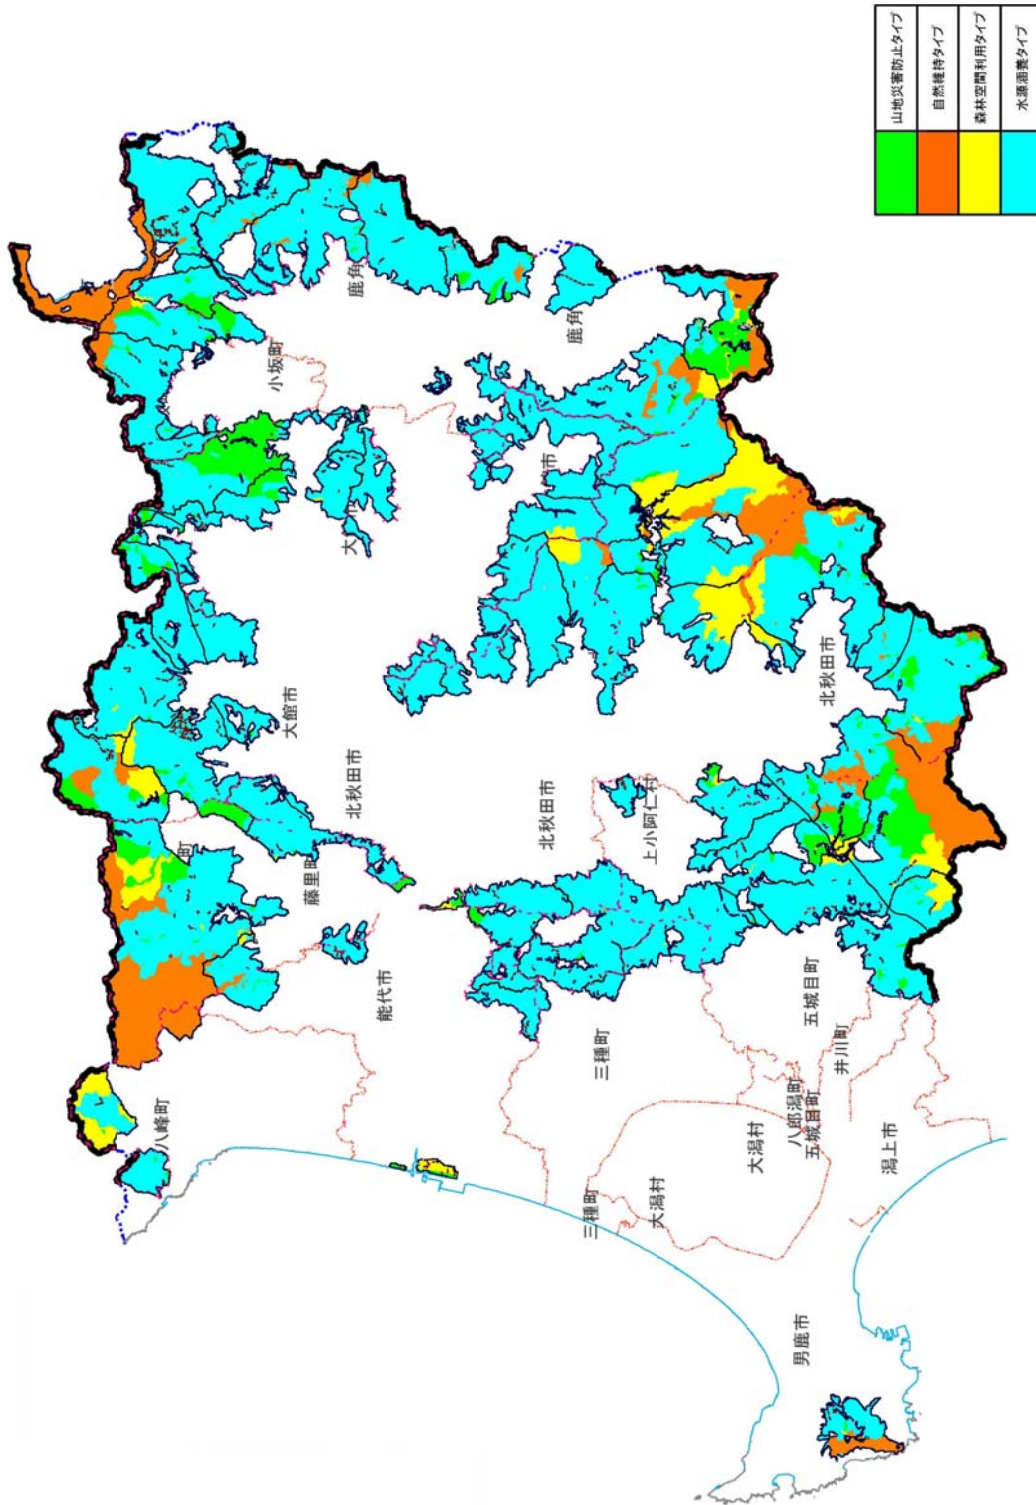 山地災害防止タイプ
自然維持タイプ
森林空間利用タイプ
水源涵養タイプ
鹿角
小坂町
鹿角
大
市
市
大館市
北秋田市
町
藤里町
北秋田市
北秋田市
上小阿仁村
能代市
八峰町
三種町
五城目町
井川町
八郎潟町
五城目町
大潟村
潟上市
三種町
大潟村
男鹿市